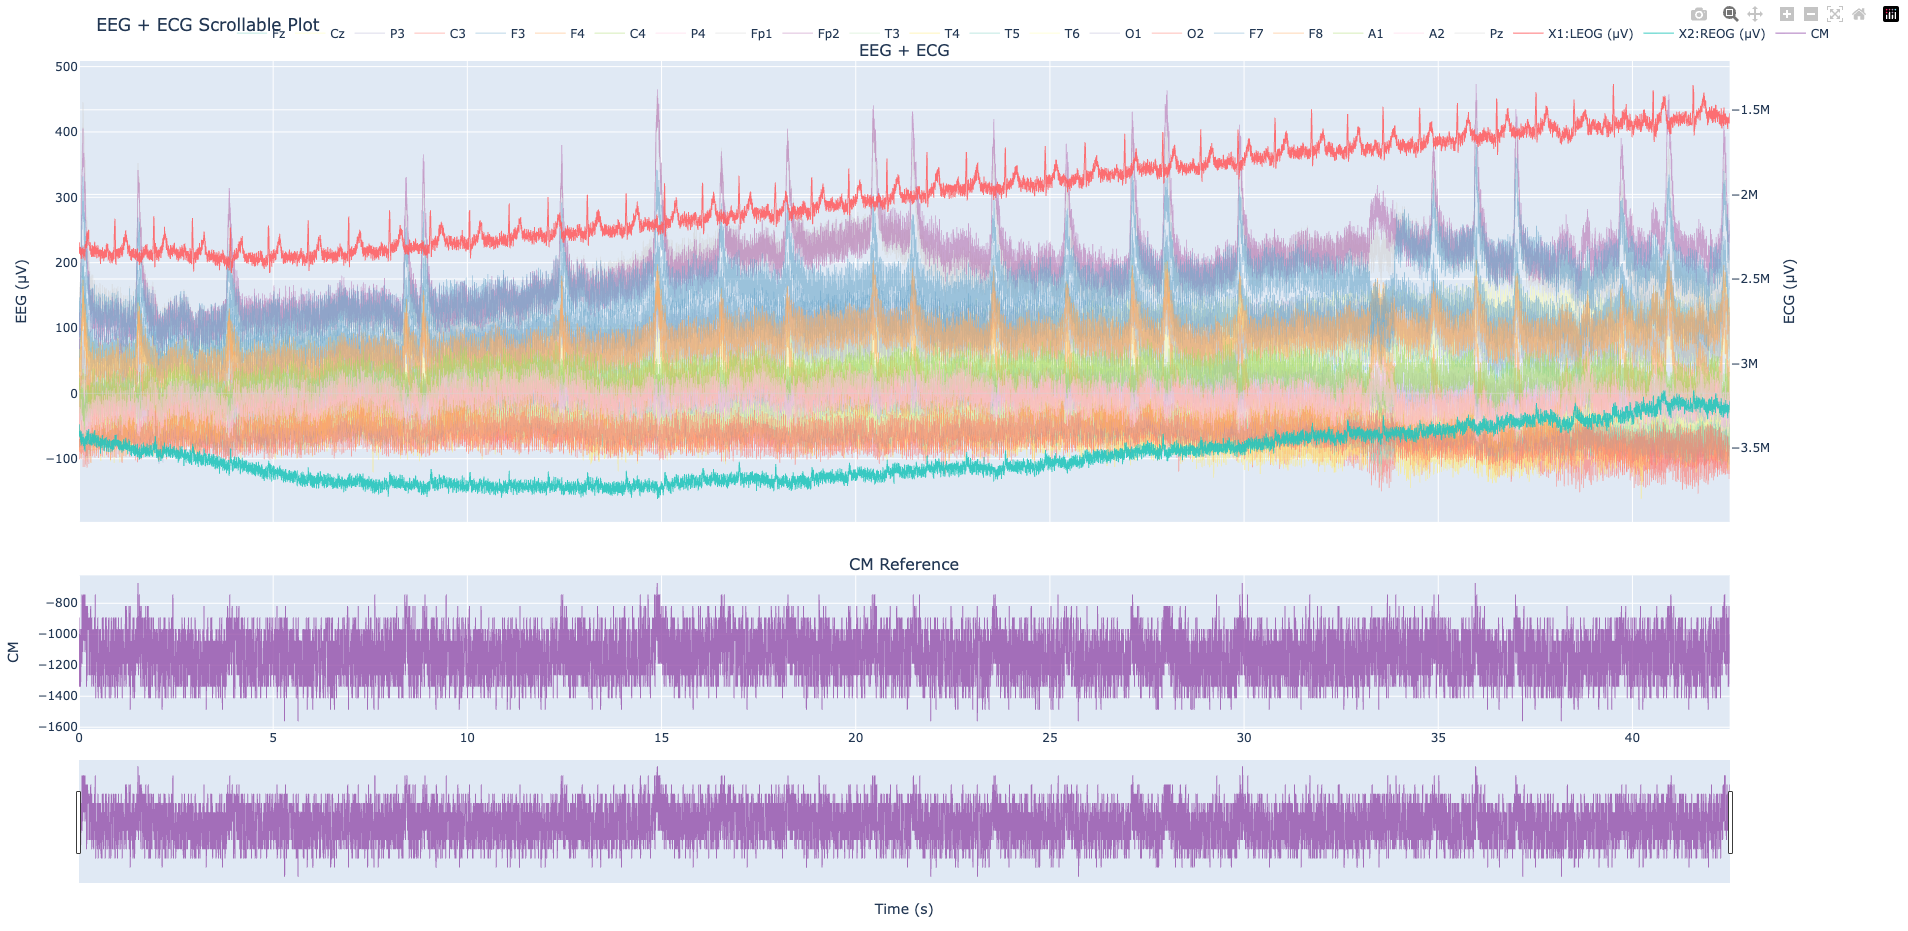 EEG + ECG Scrollable Plot
Fz Cz P3 C3 F3 F4 C4 P4 Fp1 Fp2 T3 T4 T5 T6 O1 O2 F7 F8 A1 A2 Pz X1:LEOG (μV) X2:REOG (μV) CM
EEG + ECG
500
400
300
200
100
0
−100
EEG (μV)
−1.5M
−2M
−2.5M
−3M
−3.5M
ECG (μV)
CM Reference
−800
−1000
−1200
−1400
−1600
CM
0 5 10 15 20 25 30 35 40
Time (s)